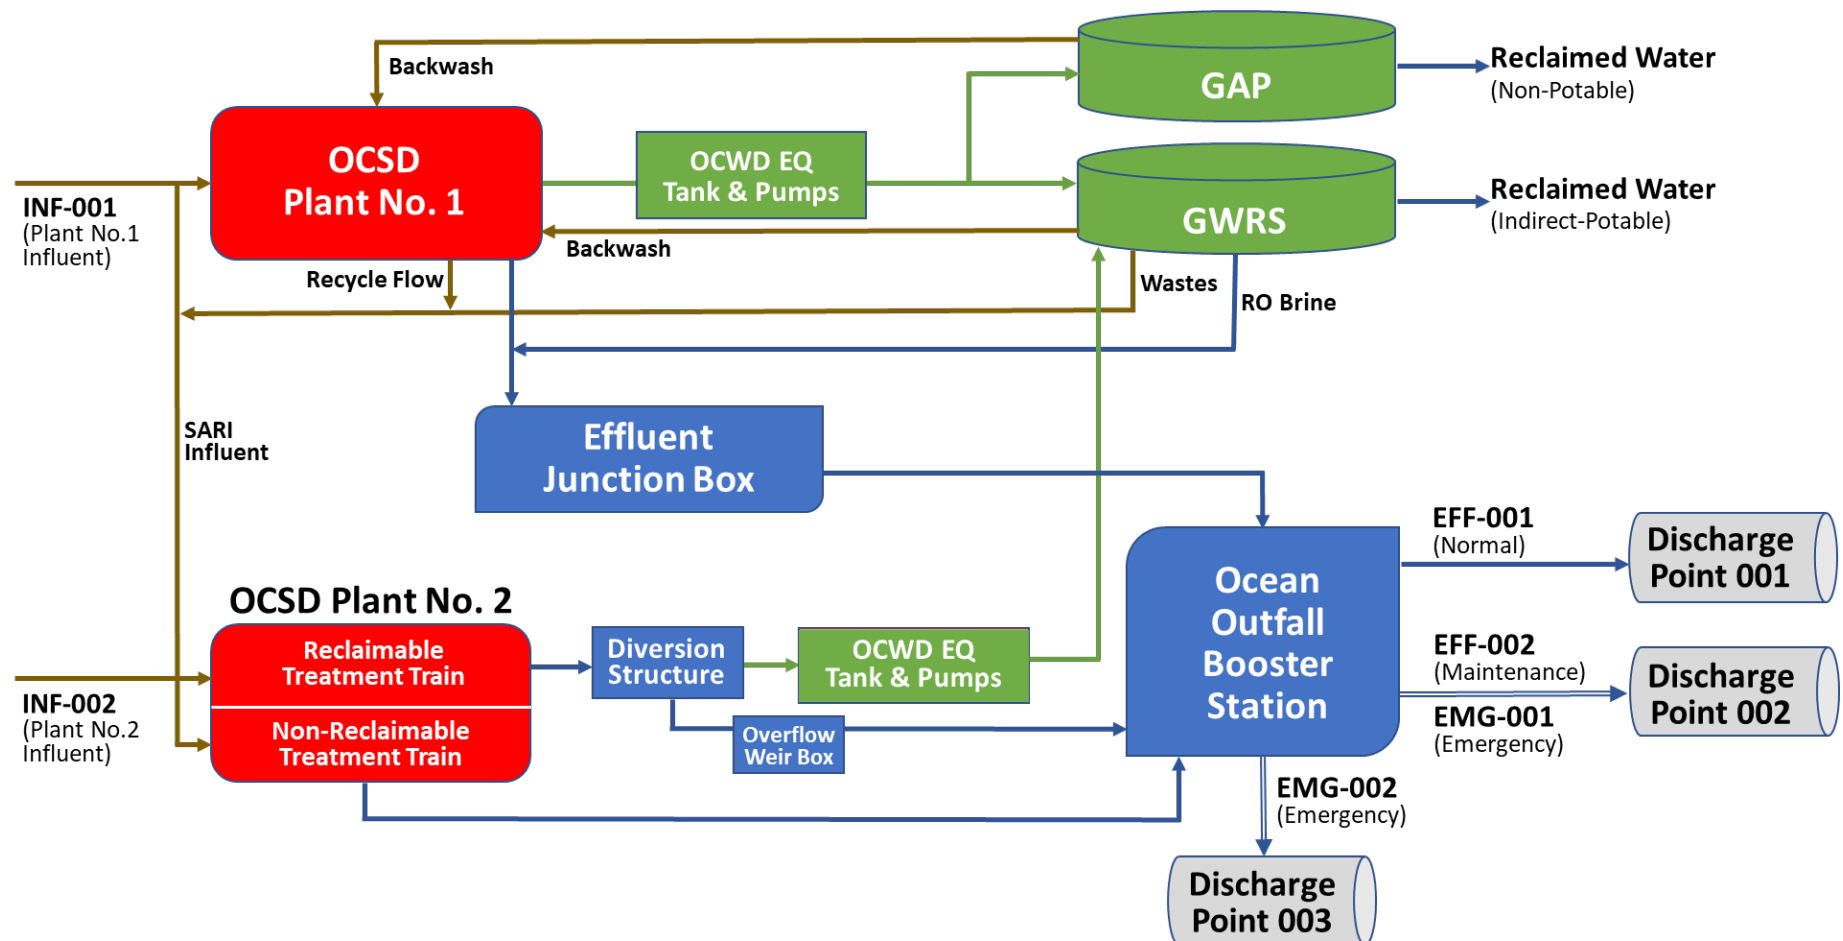 Backwash
GAP
Reclaimed Water
(Non-Potable)
OCSD
Plant No. 1
OCWD EQ
Tank & Pumps
GWRS
Reclaimed Water
(Indirect-Potable)
INF-001
(Plant No.1
Influent)
Backwash
Recycle Flow
Wastes
RO Brine
SARI
Influent
Effluent
Junction Box
OCSD Plant No. 2
Reclaimable
Treatment Train
Non-Reclaimable
Treatment Train
INF-002
(Plant No.2
Influent)
Diversion
Structure
OCWD EQ
Tank & Pumps
Overflow
Weir Box
Ocean
Outfall
Booster
Station
EFF-001
(Normal)
Discharge
Point 001
EFF-002
(Maintenance)
EMG-001
(Emergency)
Discharge
Point 002
EMG-002
(Emergency)
Discharge
Point 003